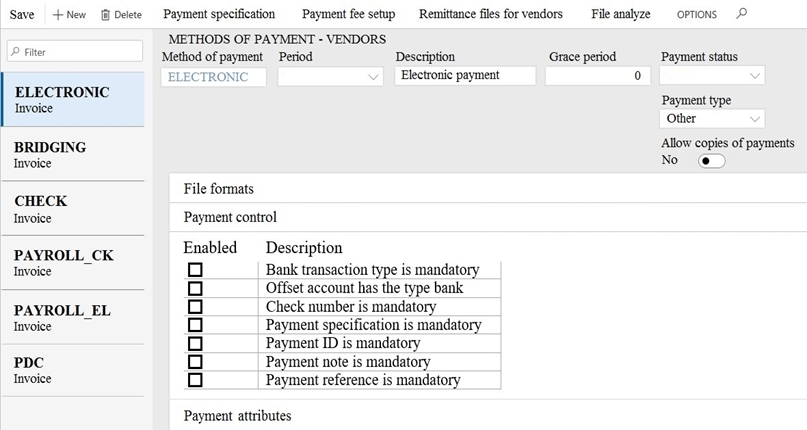 Save New Delete Payment specification Payment fee setup Remittance files for vendors File analyze OPTIONS
Filter
ELECTRONIC
Invoice
BRIDGING
Invoice
CHECK
Invoice
PAYROLL_CK
Invoice
PAYROLL_EL
Invoice
PDC
Invoice
METHODS OF PAYMENT - VENDORS
Method of payment Period Description Grace period Payment status
ELECTRONIC Electronic payment 0
Payment type
Other
Allow copies of payments
No
File formats
Payment control
Enabled Description
Bank transaction type is mandatory
Offset account has the type bank
Check number is mandatory
Payment specification is mandatory
Payment ID is mandatory
Payment note is mandatory
Payment reference is mandatory
Payment attributes